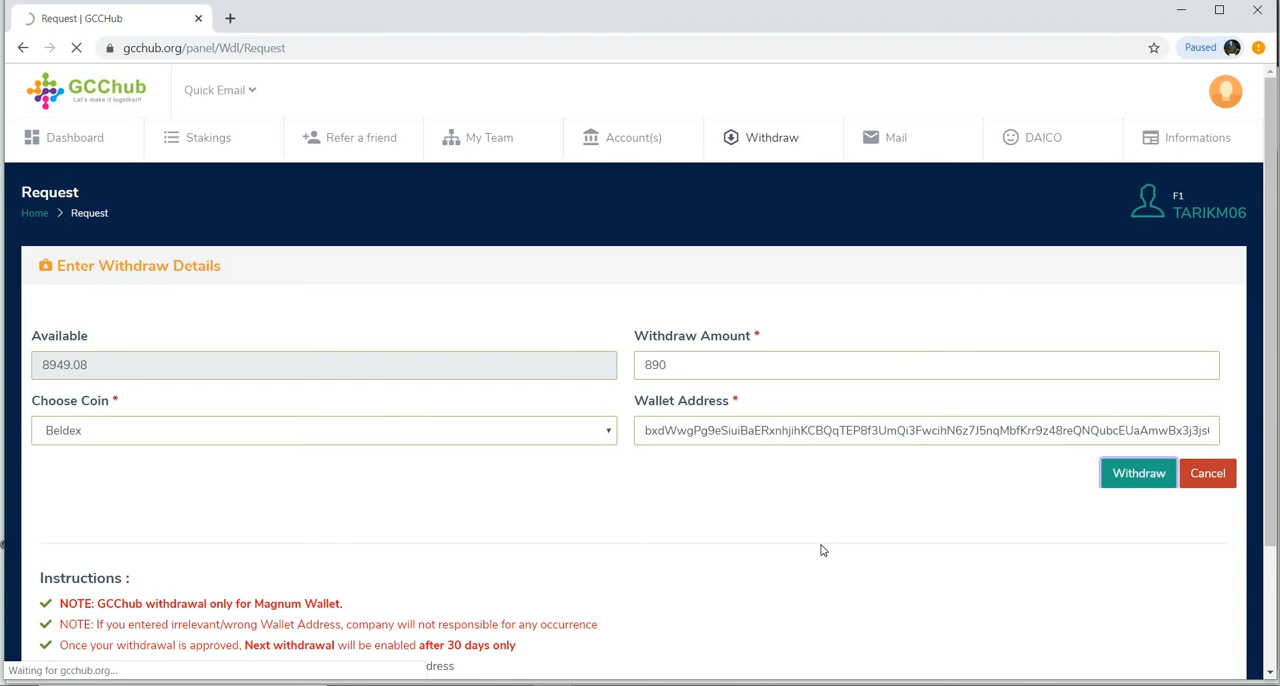 Request | GCCHub
gcchub.org/panel/Wdl/Request
Paused
GCChub
Let's make it together!!
Quick Email
Dashboard
Stakings
Refer a friend
My Team
Account(s)
Withdraw
Mail
DAICO
Informations
Request
Home > Request
F1
TARIKM06
Enter Withdraw Details
Available
Withdraw Amount *
8949.08
890
Choose Coin *
Wallet Address *
Beldex
bxdWwgPg9eSiuiBaERxnhjihKCBQqTEP8f3UmQi3FwcihN6z7J5nqMbfKrr9z48reQNQubcEUaAmwBx3j3js
Withdraw
Cancel
Instructions :
NOTE: GCChub withdrawal only for Magnum Wallet.
NOTE: If you entered irrelevant/wrong Wallet Address, company will not responsible for any occurrence
Once your withdrawal is approved, Next withdrawal will be enabled after 30 days only
dress
Waiting for gcchub.org...